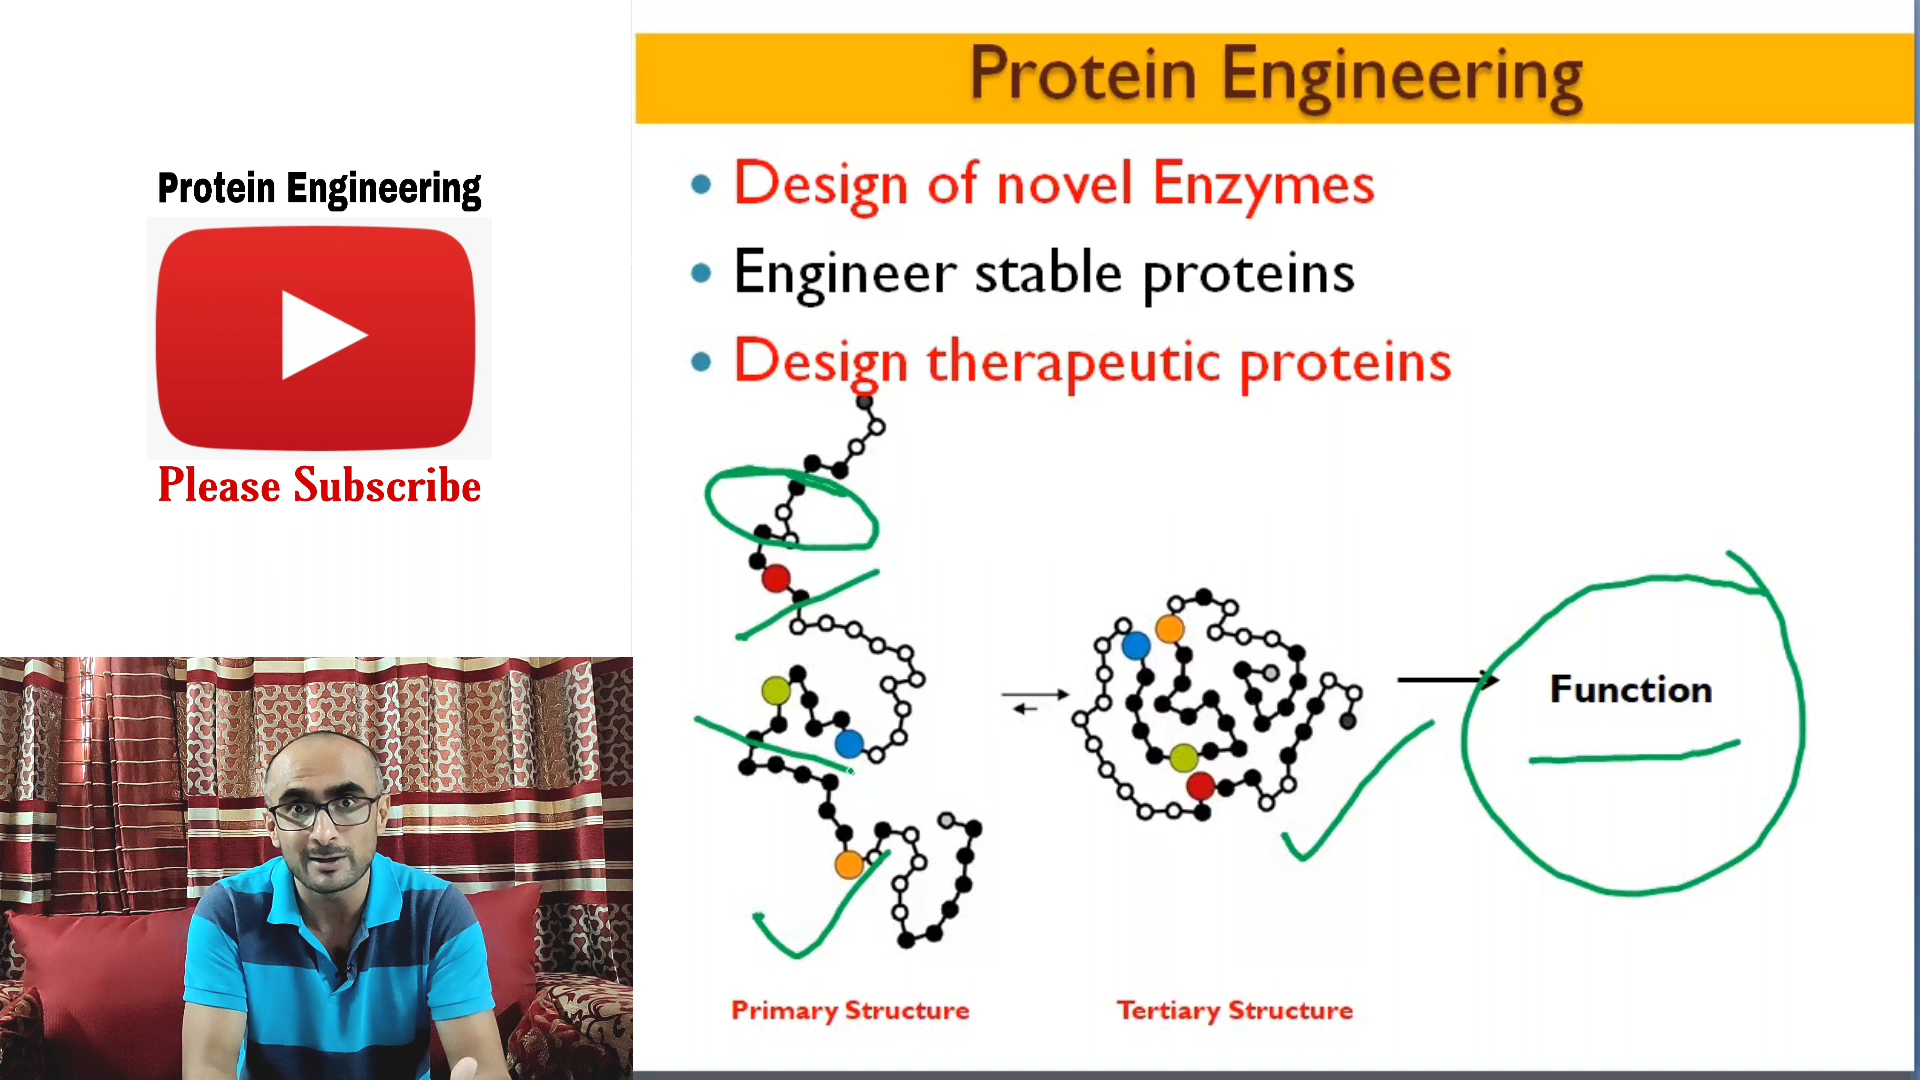 Protein Engineering
Please Subscribe
Protein Engineering
• Design of novel Enzymes
• Engineer stable proteins
• Design therapeutic proteins
Function
Primary Structure
Tertiary Structure